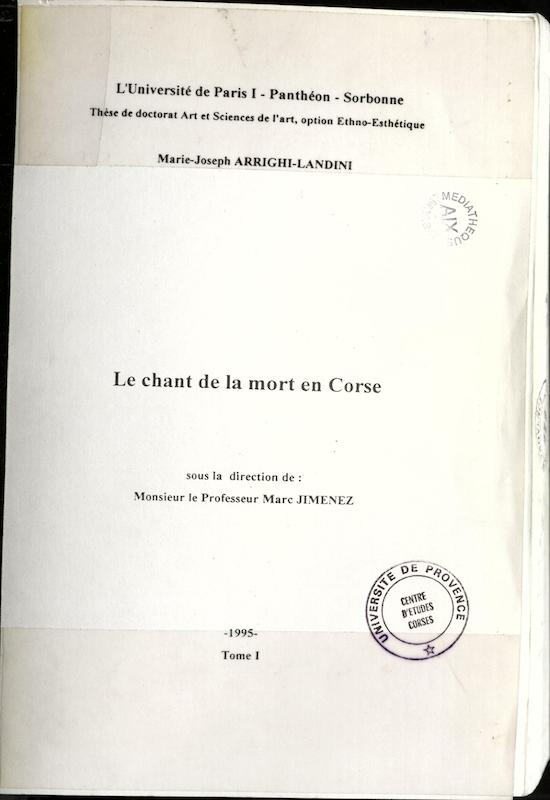 L'Université de Paris I - Panthéon - Sorbonne
Thèse de doctorat Art et Sciences de l'art, option Ethno-Esthétique
Marie-Joseph ARRIGHI-LANDINI
MEDIATHEQUE
AIX
Le chant de la mort en Corse
sous la direction de :
Monsieur le Professeur Marc JIMENEZ
UNIVERSITÉ DE PROVENCE
CENTRE
D'ETUDES
CORSES
-1995-
Tome I